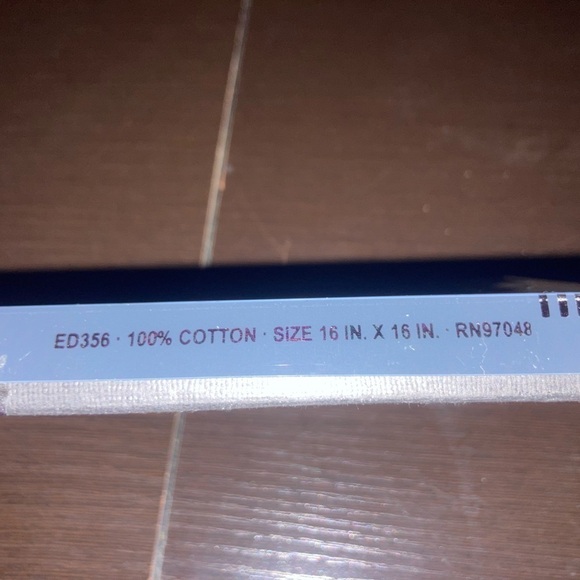 ED356 · 100% COTTON · SIZE 16 IN. X 16 IN. · RN97048